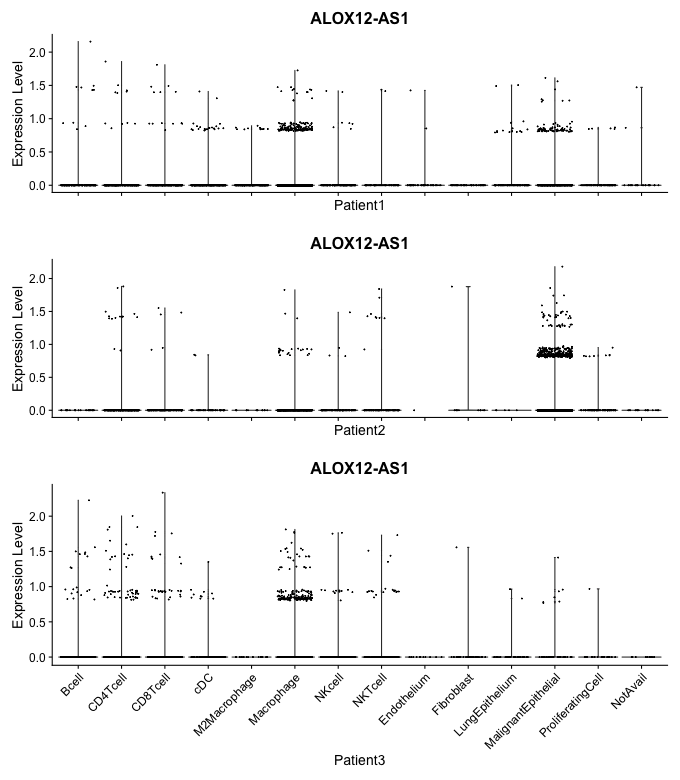 ALOX12-AS1
Expression Level
2.0
1.5
1.0
0.5
0.0
Patient1
ALOX12-AS1
Expression Level
2.0
1.5
1.0
0.5
0.0
Patient2
ALOX12-AS1
Expression Level
2.0
1.5
1.0
0.5
0.0
Bcell
CD4Tcell
CD8Tcell
cDC
M2Macrophage
Macrophage
NKcell
NKTcell
Endothelium
Fibroblast
LungEpithelium
MalignantEpithelial
ProliferatingCell
NotAvail
Patient3